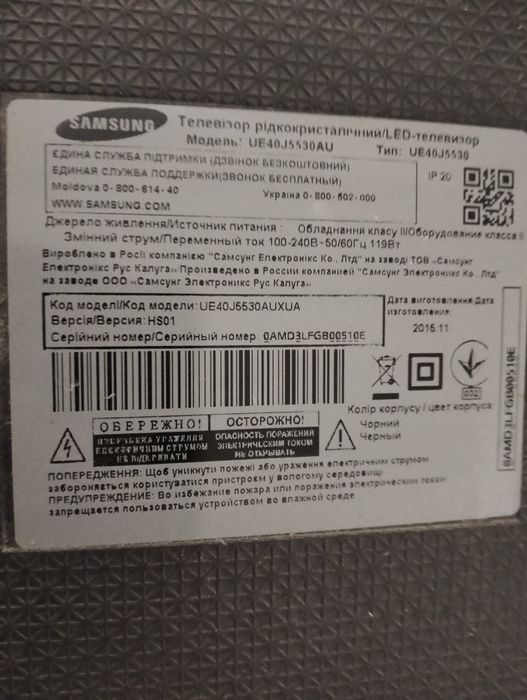 SAMSUNG
Телевізор рідкокристалічний/LED-телевизор
Модель: UE40J5530AU Тип: UE40J5530
ЄДИНА СЛУЖБА ПІДТРИМКИ (ДЗВІНОК БЕЗКОШТОВНИЙ)
ЕДИНАЯ СЛУЖБА ПОДДЕРЖКИ(ЗВОНОК БЕСПЛАТНЫЙ)
Moldova 0-800-614-40 Україна 0-800-502-000
WWW.SAMSUNG.COM
IP 20
Джерело живлення/Источник питания: Обладнання класу II/Оборудование класса II
Змінний струм/Переменный ток 100-240В~50/60Гц 119Вт
Вироблено в Росії компанією "Самсунг Електронікс Ко., Лтд" на заводі ТОВ «Самсунг
Електронікс Рус Калуга» Произведено в России компанией "Самсунг Электроникс Ко., Лтд"
на заводе ООО «Самсунг Электроникс Рус Калуга»
Код моделі/Код модели: UE40J5530AUXUA
Версія/Версия: HS01
Серійний номер/Серийный номер: 0AMD3LFGB00510E
Дата виготовлення/Дата
изготовления:
2015.11.
002
0AMD3LFGB00510E
Колір корпусу / цвет корпуса
Чорний
Черный
ОБЕРЕЖНО!
НЕБЕЗПЕКА УРАЖЕННЯ
ЕЛЕКТРИЧНИМ СТРУМОМ
НЕ ВІДКРИВАТИ
ОСТОРОЖНО!
ОПАСНОСТЬ ПОРАЖЕНИЯ
ЭЛЕКТРИЧЕСКИМ ТОКОМ
НЕ ОТКРЫВАТЬ
ПОПЕРЕДЖЕННЯ: Щоб уникнути пожежі або ураження електричним струмом
забороняється користуватися пристроєм у вологому середовищі
ПРЕДУПРЕЖДЕНИЕ: Во избежание пожара или поражения электрическим током
запрещается пользоваться устройством во влажной среде